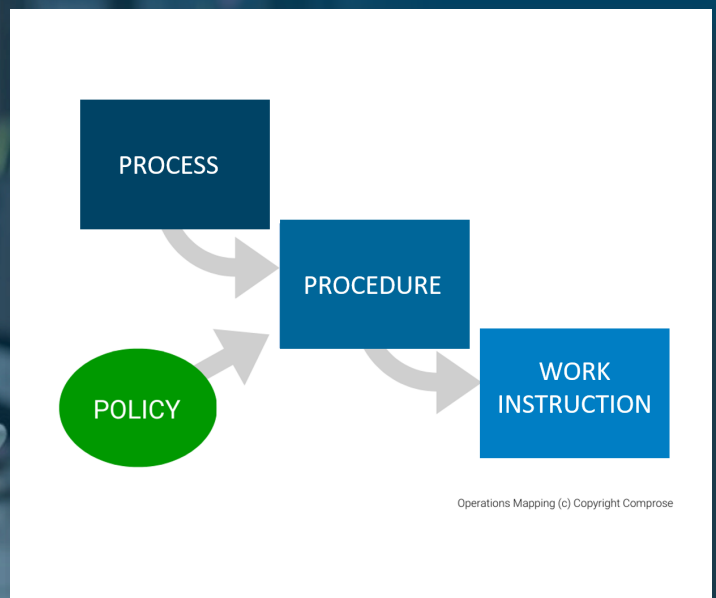 PROCESS
PROCEDURE
POLICY
WORK
INSTRUCTION
Operations Mapping (c) Copyright Comprose